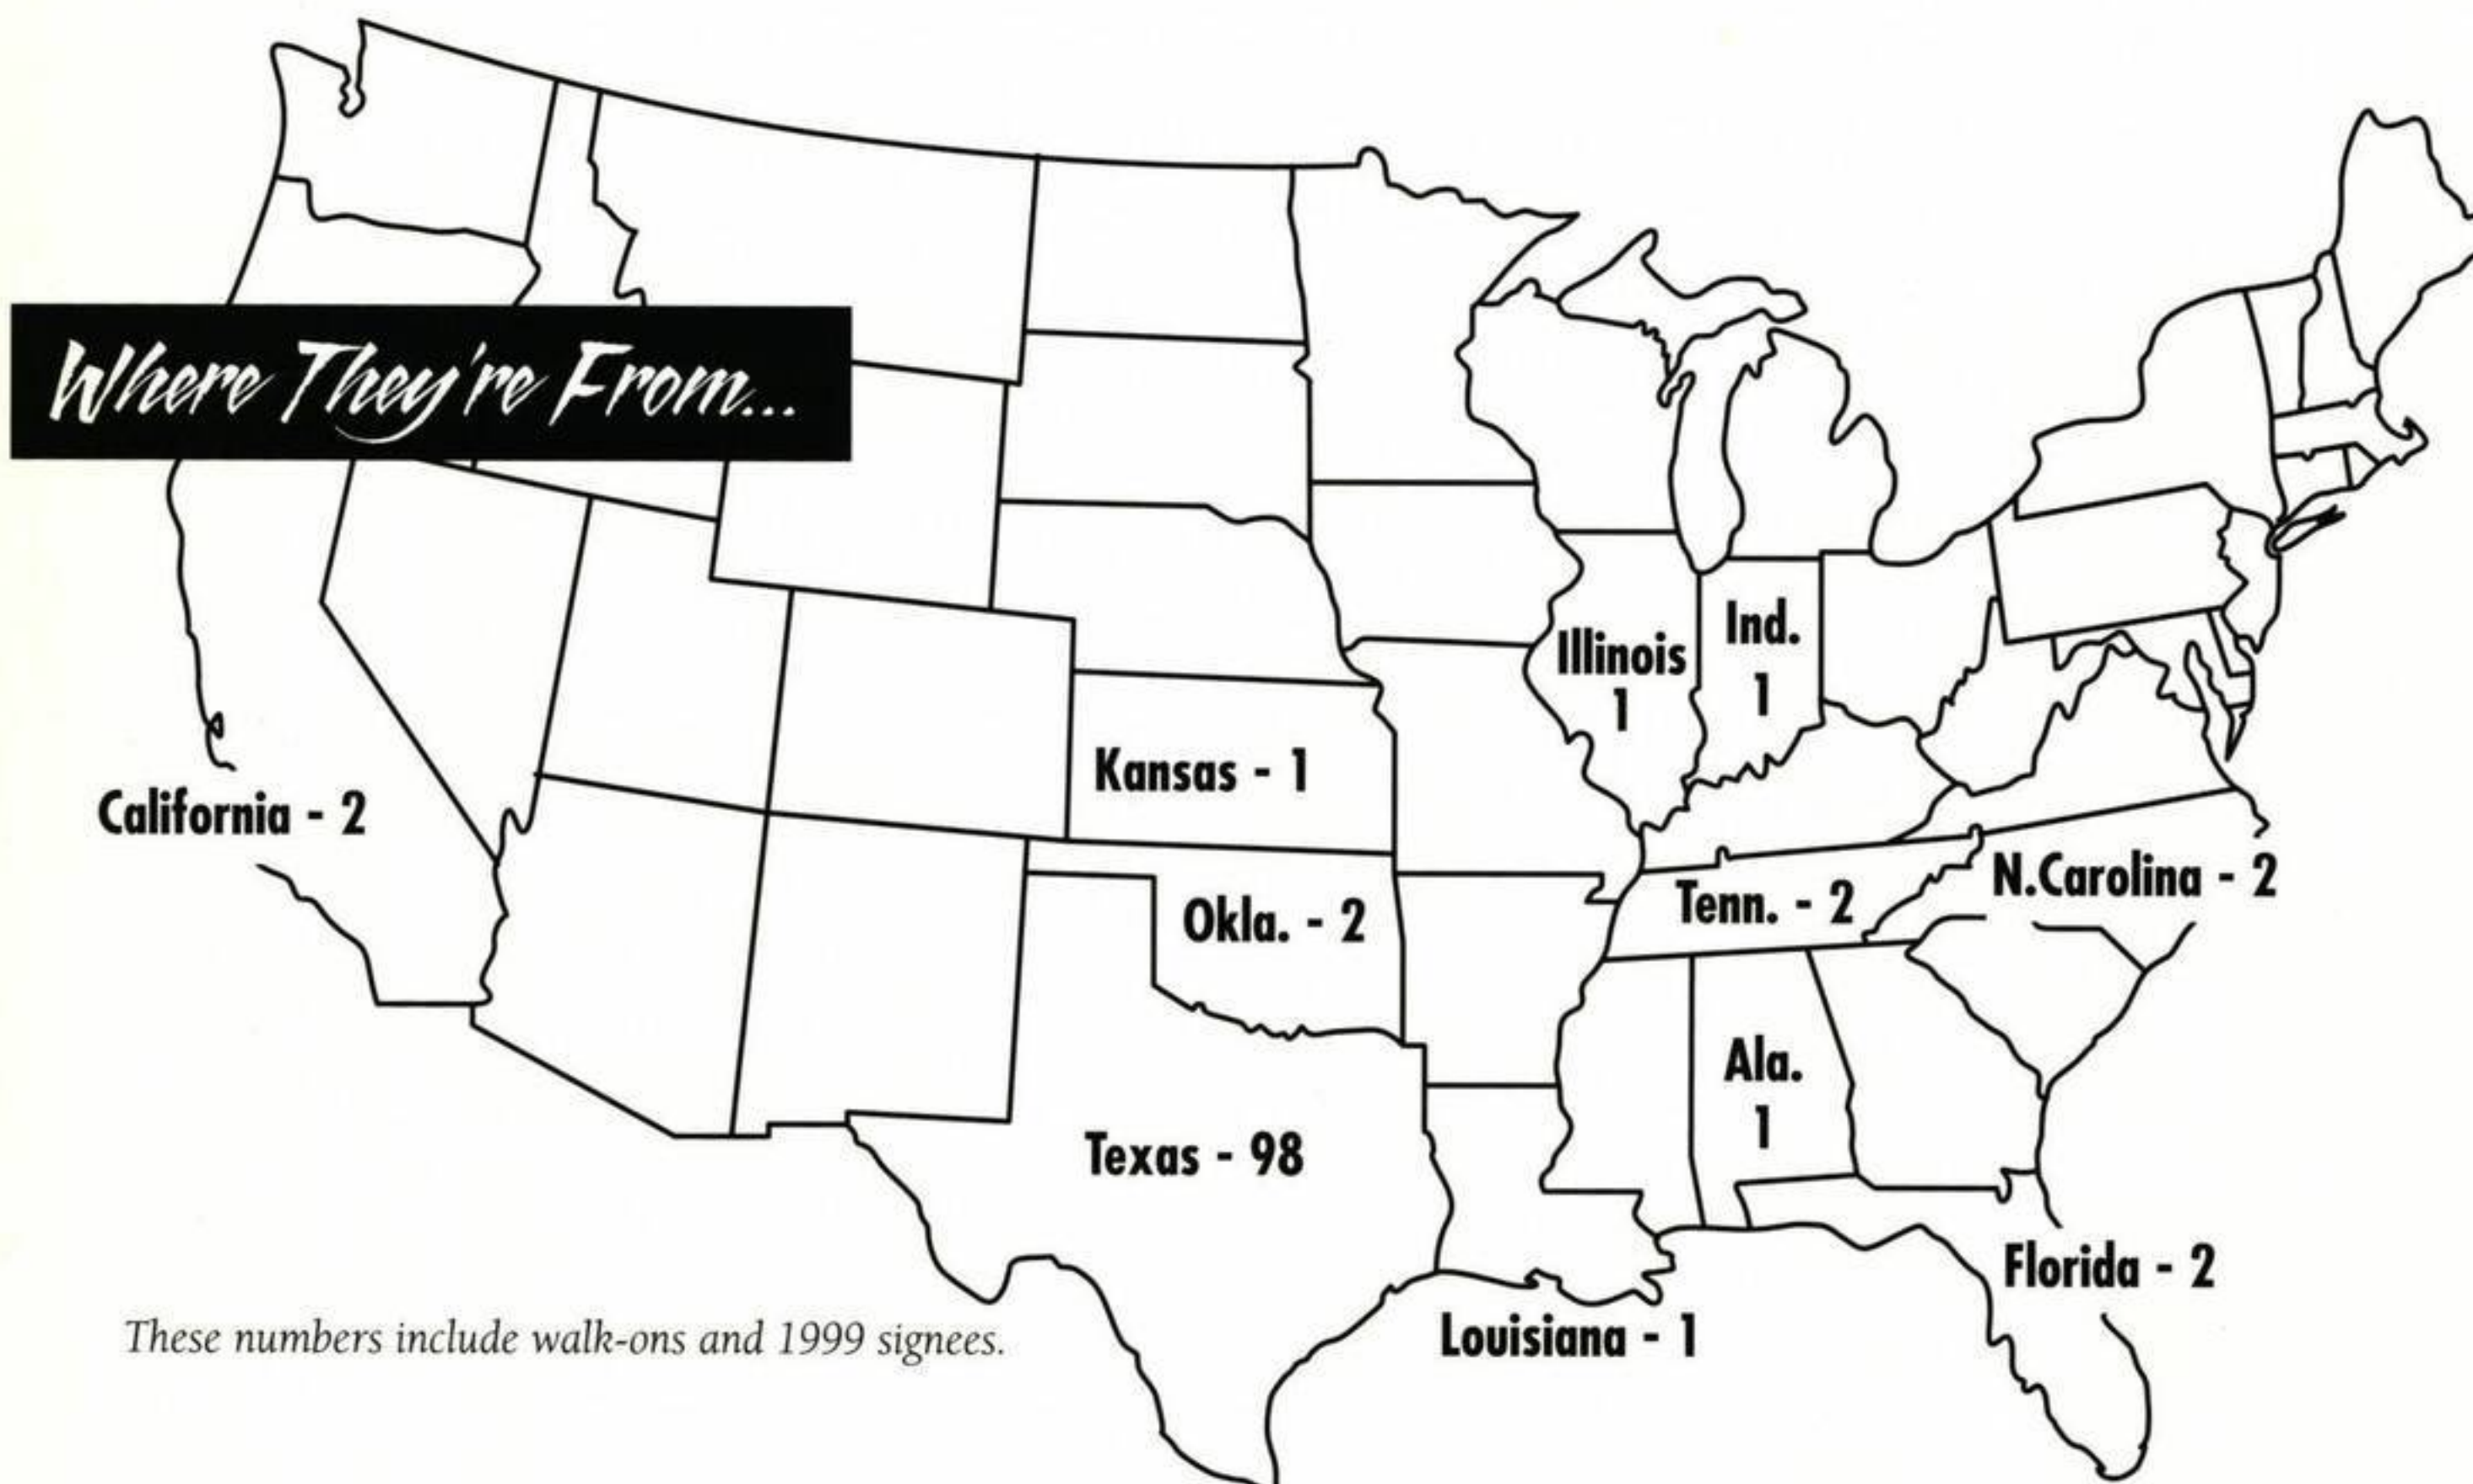 Where They're From...
Illinois
1
Ind.
1
Kansas - 1
California - 2
N.Carolina - 2
Tenn. - 2
Okla. - 2
Ala.
1
Texas - 98
Florida - 2
Louisiana - 1
These numbers include walk-ons and 1999 signees.